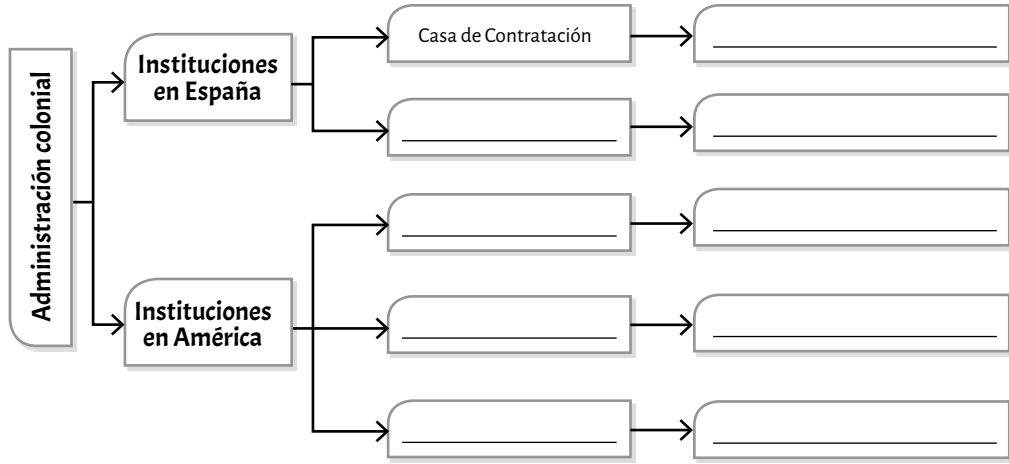 Administración colonial
Instituciones
en España
Casa de Contratación
Instituciones
en América